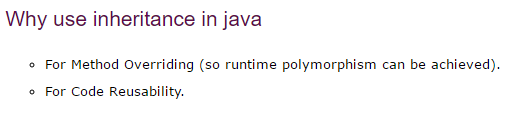 Why use inheritance in java
For Method Overriding (so runtime polymorphism can be achieved).
For Code Reusability.